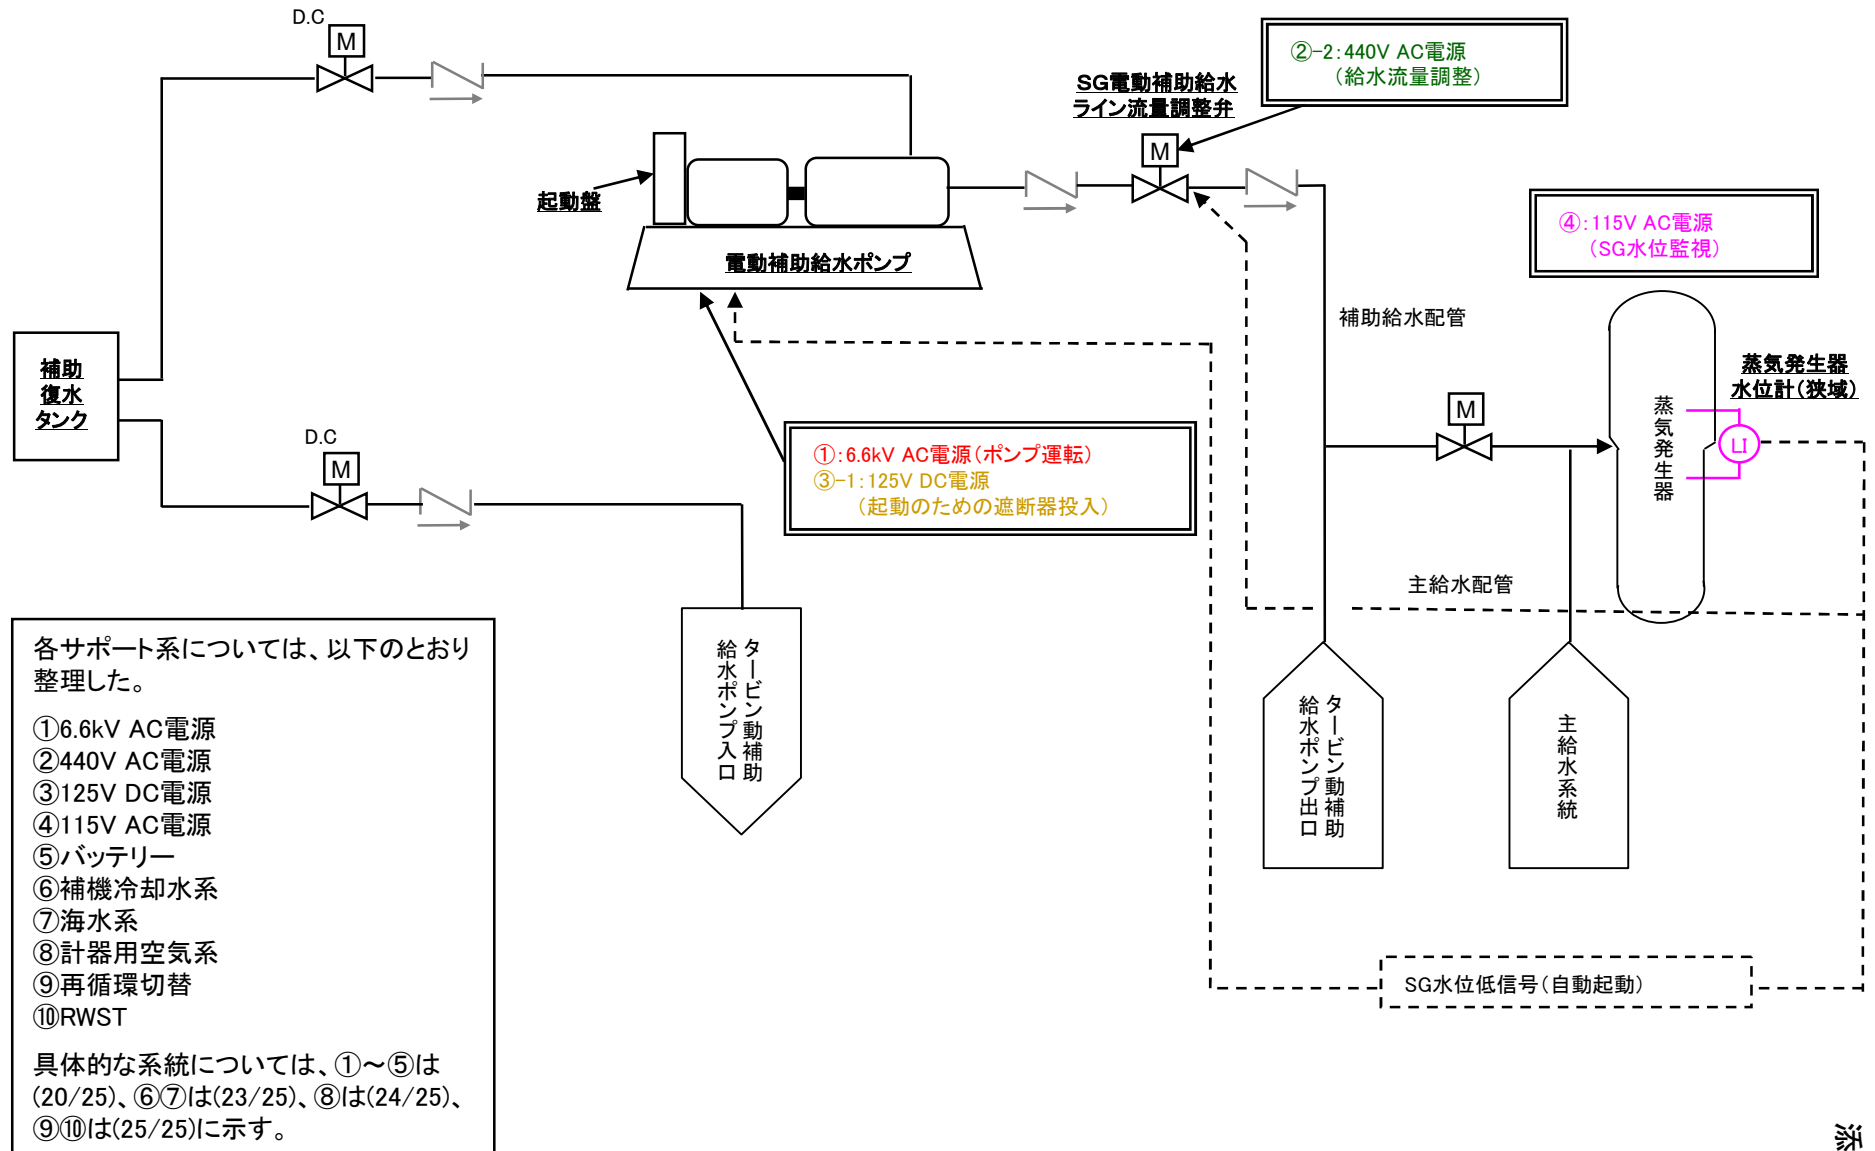 D.C
M
②-2：440V AC電源
（給水流量調整）
SG電動補助給水
ライン流量調整弁
M
起動盤
電動補助給水ポンプ
④：115V AC電源
（SG水位監視）
補助給水配管
補助
復水
タンク
蒸気発生器
水位計（狭域）
蒸気発生器
LI
M
D.C
M
①：6.6kV AC電源（ポンプ運転）
③-1：125V DC電源
（起動のための遮断器投入）
主給水配管
タービン動補助
給水ポンプ入口
タービン動補助
給水ポンプ出口
主給水系統
SG水位低信号（自動起動）
各サポート系については、以下のとおり
整理した。
①6.6kV AC電源
②440V AC電源
③125V DC電源
④115V AC電源
⑤バッテリー
⑥補機冷却水系
⑦海水系
⑧計器用空気系
⑨再循環切替
⑩RWST
具体的な系統については、①～⑤は
(20/25)、⑥⑦は(23/25)、⑧は(24/25)、
⑨⑩は(25/25)に示す。
添